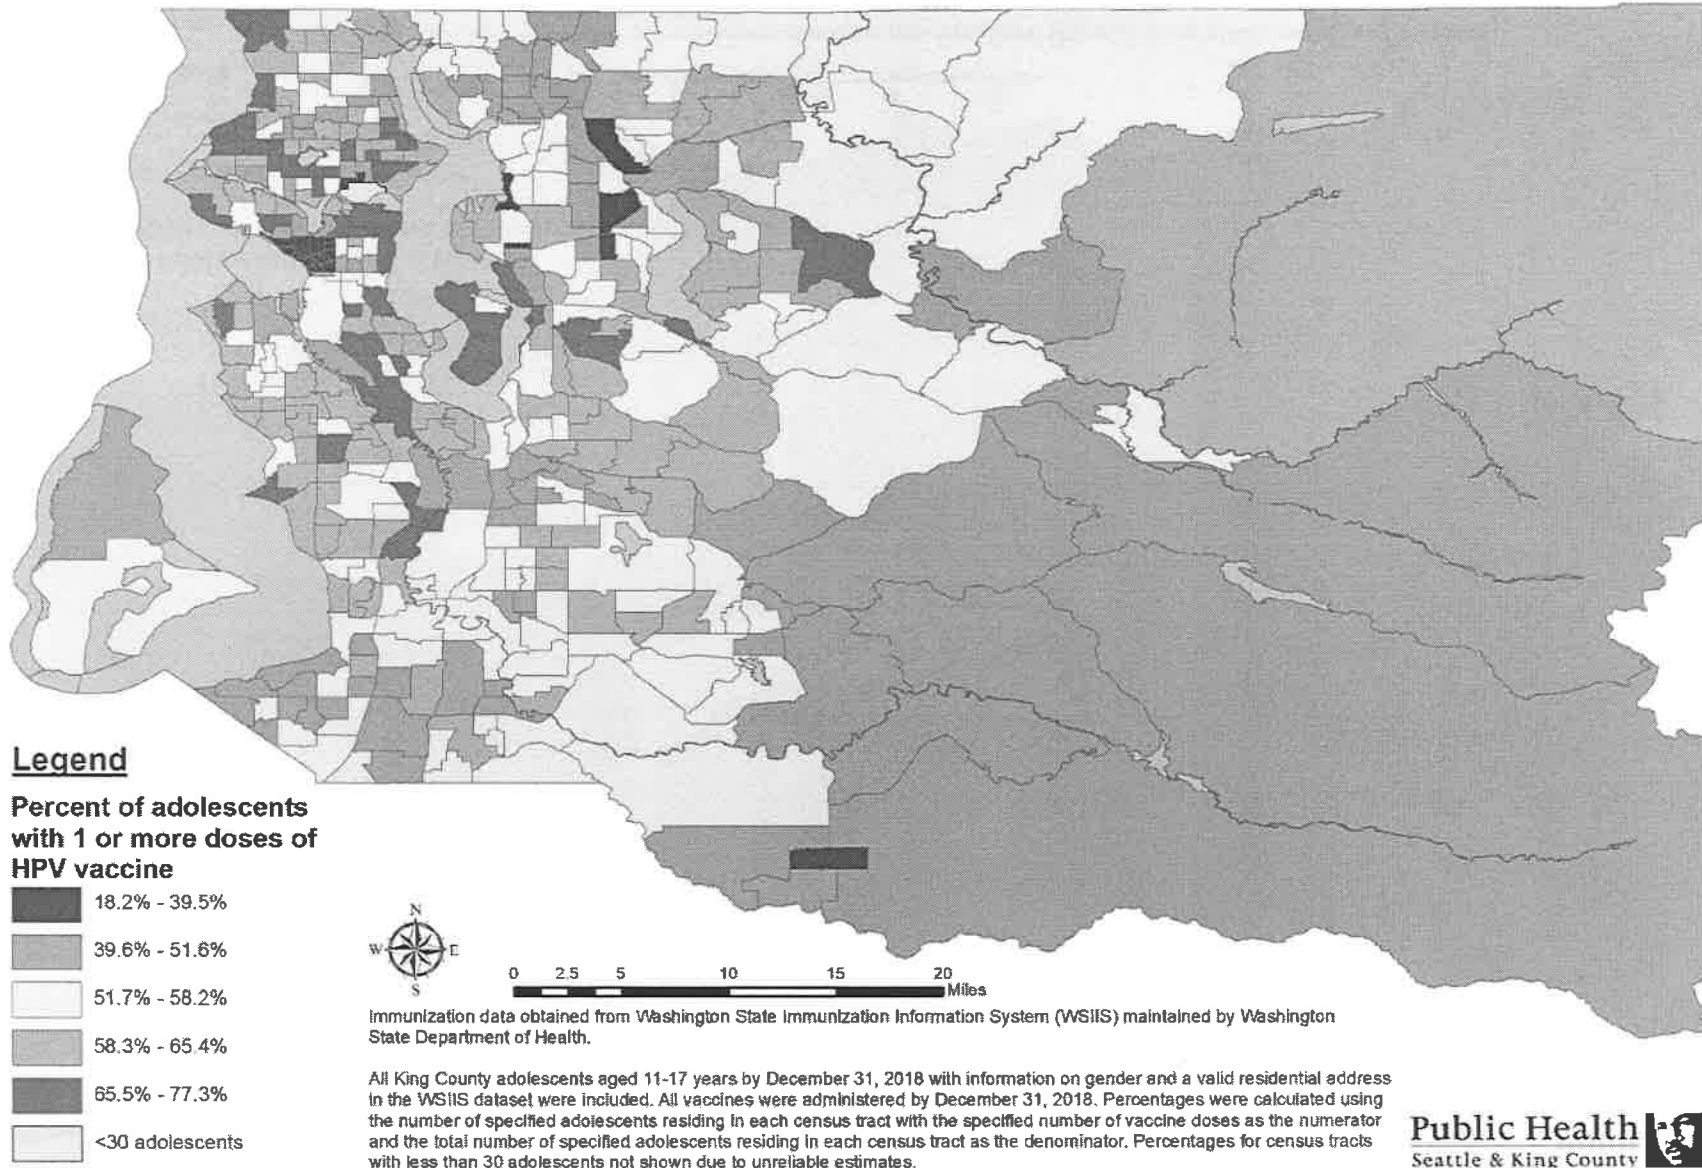 Legend
Percent of adolescents
with 1 or more doses of
HPV vaccine
18.2% - 39.5%
39.6% - 51.6%
51.7% - 58.2%
58.3% - 65.4%
65.5% - 77.3%
<30 adolescents
N
W E
S
0 2.5 5 10 15 20
Miles
Immunization data obtained from Washington State Immunization Information System (WSIIS) maintained by Washington
State Department of Health.
All King County adolescents aged 11-17 years by December 31, 2018 with information on gender and a valid residential address
in the WSIIS dataset were included. All vaccines were administered by December 31, 2018. Percentages were calculated using
the number of specified adolescents residing in each census tract with the specified number of vaccine doses as the numerator
and the total number of specified adolescents residing in each census tract as the denominator. Percentages for census tracts
with less than 30 adolescents not shown due to unreliable estimates.
Public Health
Seattle & King County